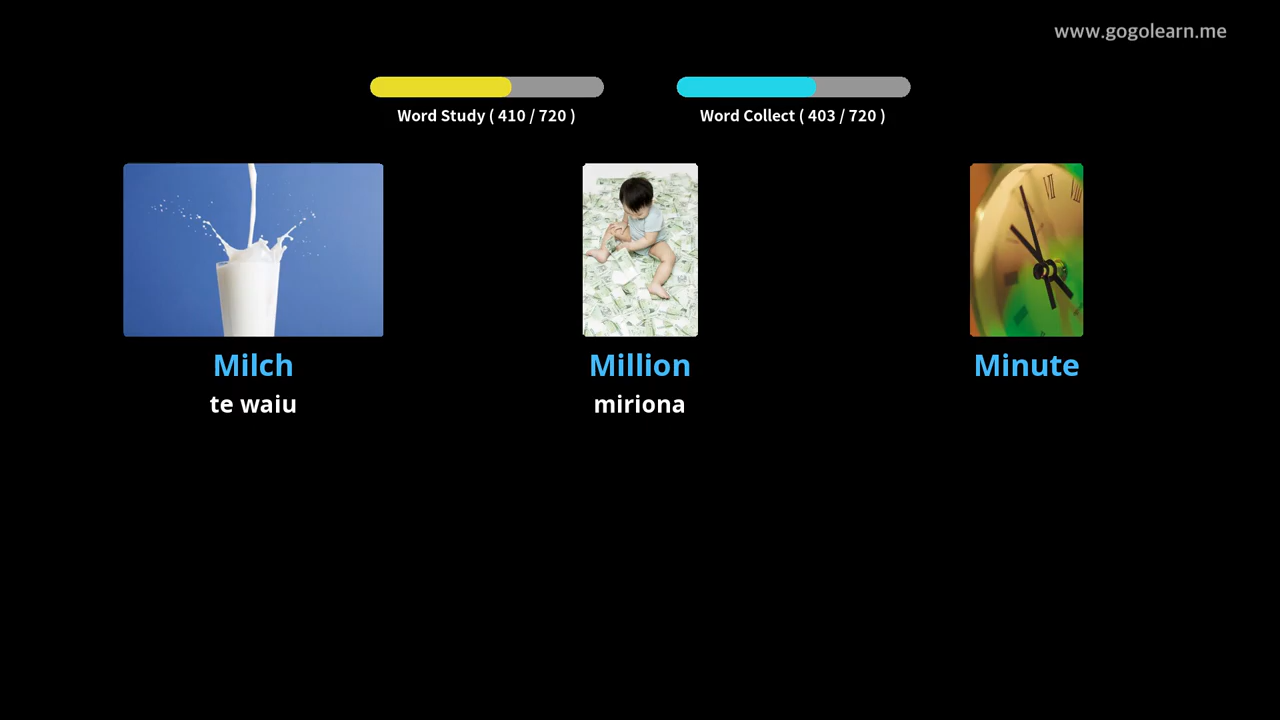 www.gogolearn.me
Word Study ( 410 / 720 )
Word Collect ( 403 / 720 )
Milch
Million
Minute
te waiu
miriona